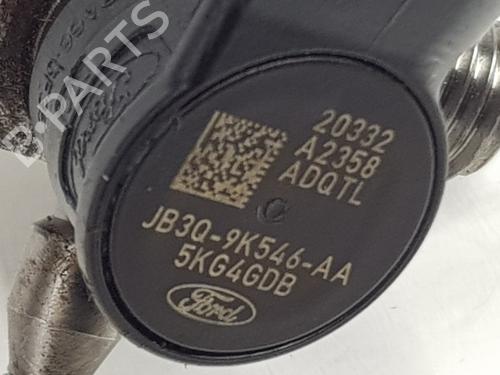 B-PARTS
20332
A2358
ADQTL
C
JB3Q-9K546-AA
5KG4GDB
Ford